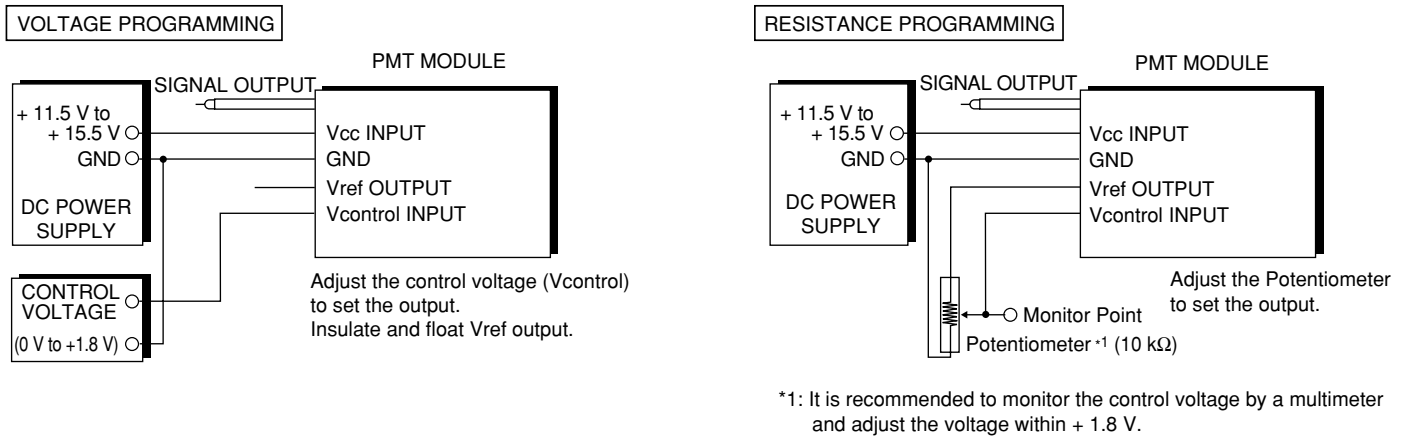 VOLTAGE PROGRAMMING
PMT MODULE
SIGNAL OUTPUT
+ 11.5 V to
+ 15.5 V
GND
DC POWER
SUPPLY
Vcc INPUT
GND
Vref OUTPUT
Vcontrol INPUT
CONTROL
VOLTAGE
(0 V to +1.8 V)
Adjust the control voltage (Vcontrol)
to set the output.
Insulate and float Vref output.
RESISTANCE PROGRAMMING
PMT MODULE
SIGNAL OUTPUT
+ 11.5 V to
+ 15.5 V
GND
DC POWER
SUPPLY
Vcc INPUT
GND
Vref OUTPUT
Vcontrol INPUT
Adjust the Potentiometer
to set the output.
Monitor Point
Potentiometer *1 (10 kΩ)
*1: It is recommended to monitor the control voltage by a multimeter
and adjust the voltage within + 1.8 V.